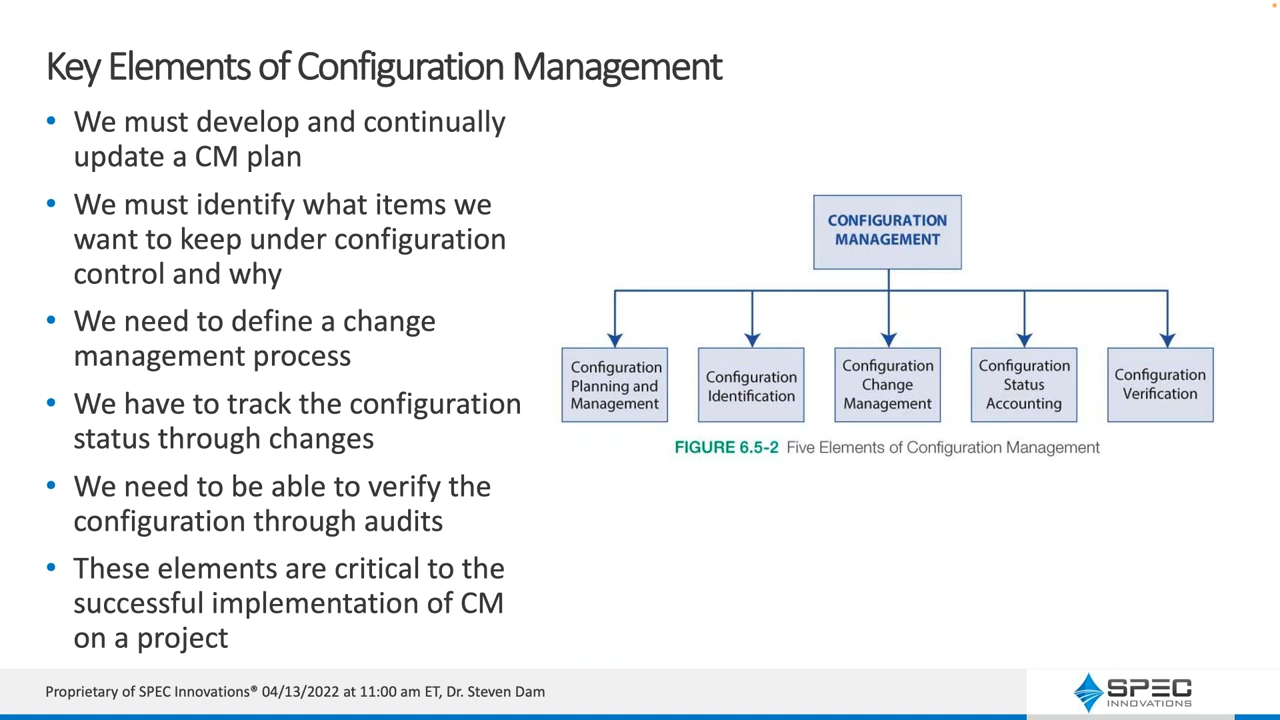 Key Elements of Configuration Management
• We must develop and continually
update a CM plan
• We must identify what items we
want to keep under configuration
control and why
• We need to define a change
management process
• We have to track the configuration
status through changes
• We need to be able to verify the
configuration through audits
• These elements are critical to the
successful implementation of CM
on a project
CONFIGURATION
MANAGEMENT
Configuration
Planning and
Management
Configuration
Identification
Configuration
Change
Management
Configuration
Status
Accounting
Configuration
Verification
FIGURE 6.5-2 Five Elements of Configuration Management
Proprietary of SPEC Innovations® 04/13/2022 at 11:00 am ET, Dr. Steven Dam
SPEC
INNOVATIONS